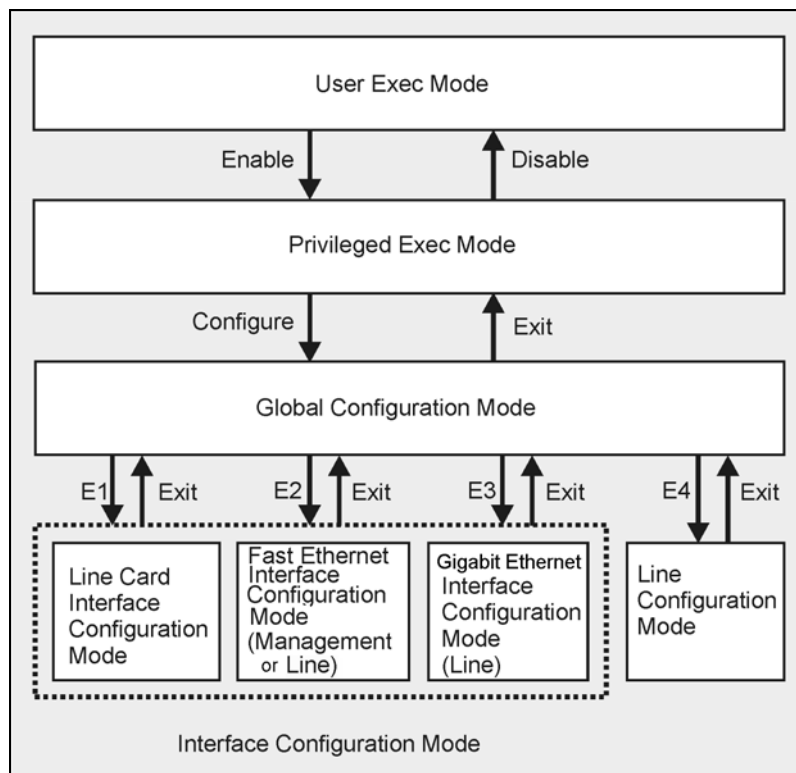 User Exec Mode
Enable
Disable
Privileged Exec Mode
Configure
Exit
Global Configuration Mode
E1
Exit
E2
Exit
E3
Exit
E4
Exit
Line Card
Interface
Configuration
Mode
Fast Ethernet
Interface
Configuration
Mode
(Management
or Line)
Gigabit Ethernet
Interface
Configuration
Mode
(Line)
Line
Configuration
Mode
Interface Configuration Mode